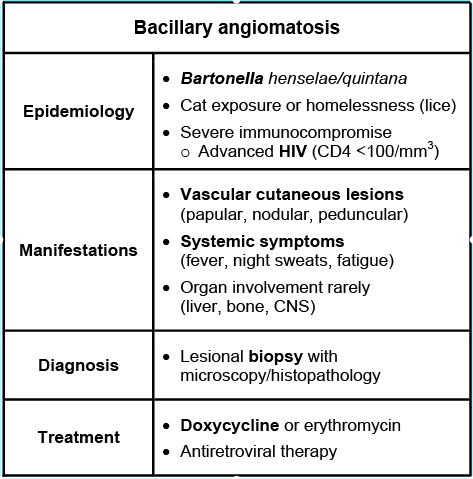 Bacillary angiomatosis
Epidemiology
• Bartonella henselae/quintana
• Cat exposure or homelessness (lice)
• Severe immunocompromise
o Advanced HIV (CD4 <100/mm³)
Manifestations
• Vascular cutaneous lesions
(papular, nodular, peduncular)
• Systemic symptoms
(fever, night sweats, fatigue)
• Organ involvement rarely
(liver, bone, CNS)
Diagnosis
• Lesional biopsy with
microscopy/histopathology
Treatment
• Doxycycline or erythromycin
• Antiretroviral therapy